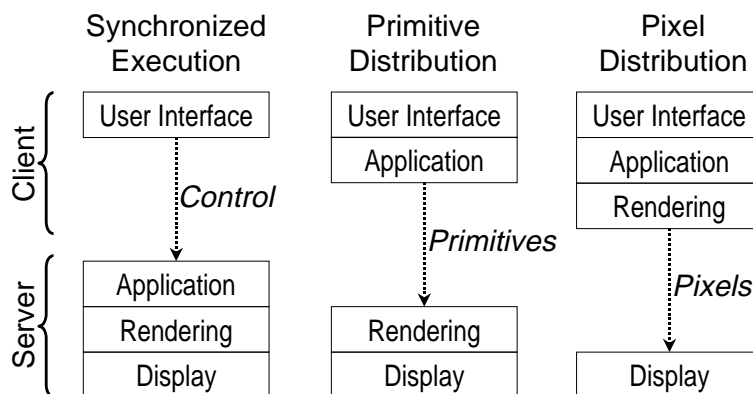 Synchronized
Execution
Primitive
Distribution
Pixel
Distribution
Client
User Interface
Control
Server
Application
Rendering
Display
User Interface
Application
Primitives
Rendering
Display
User Interface
Application
Rendering
Pixels
Display